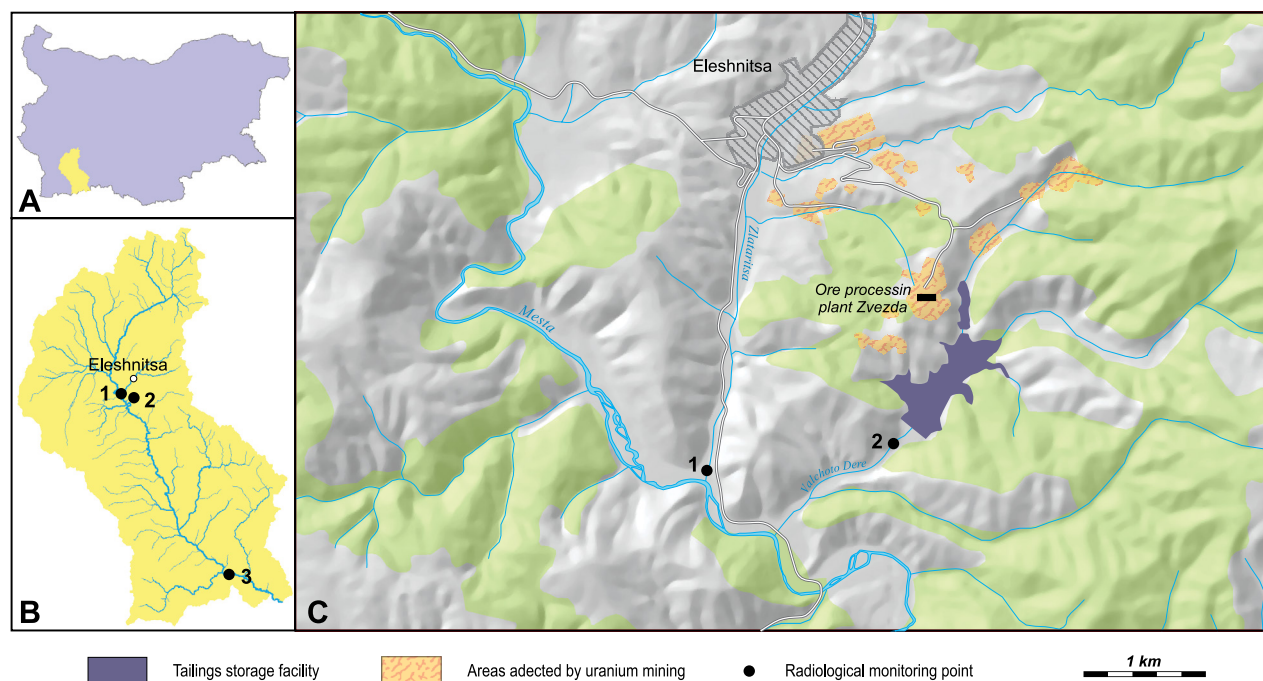 A
B
Eleshnitsa
1
2
3
C
Eleshnitsa
Zlataritsa
Ore processin
plant Zvezda
Mesta
1
2
Valchoto Dere
Tailings storage facility
Areas adected by uranium mining
Radiological monitoring point
1 km